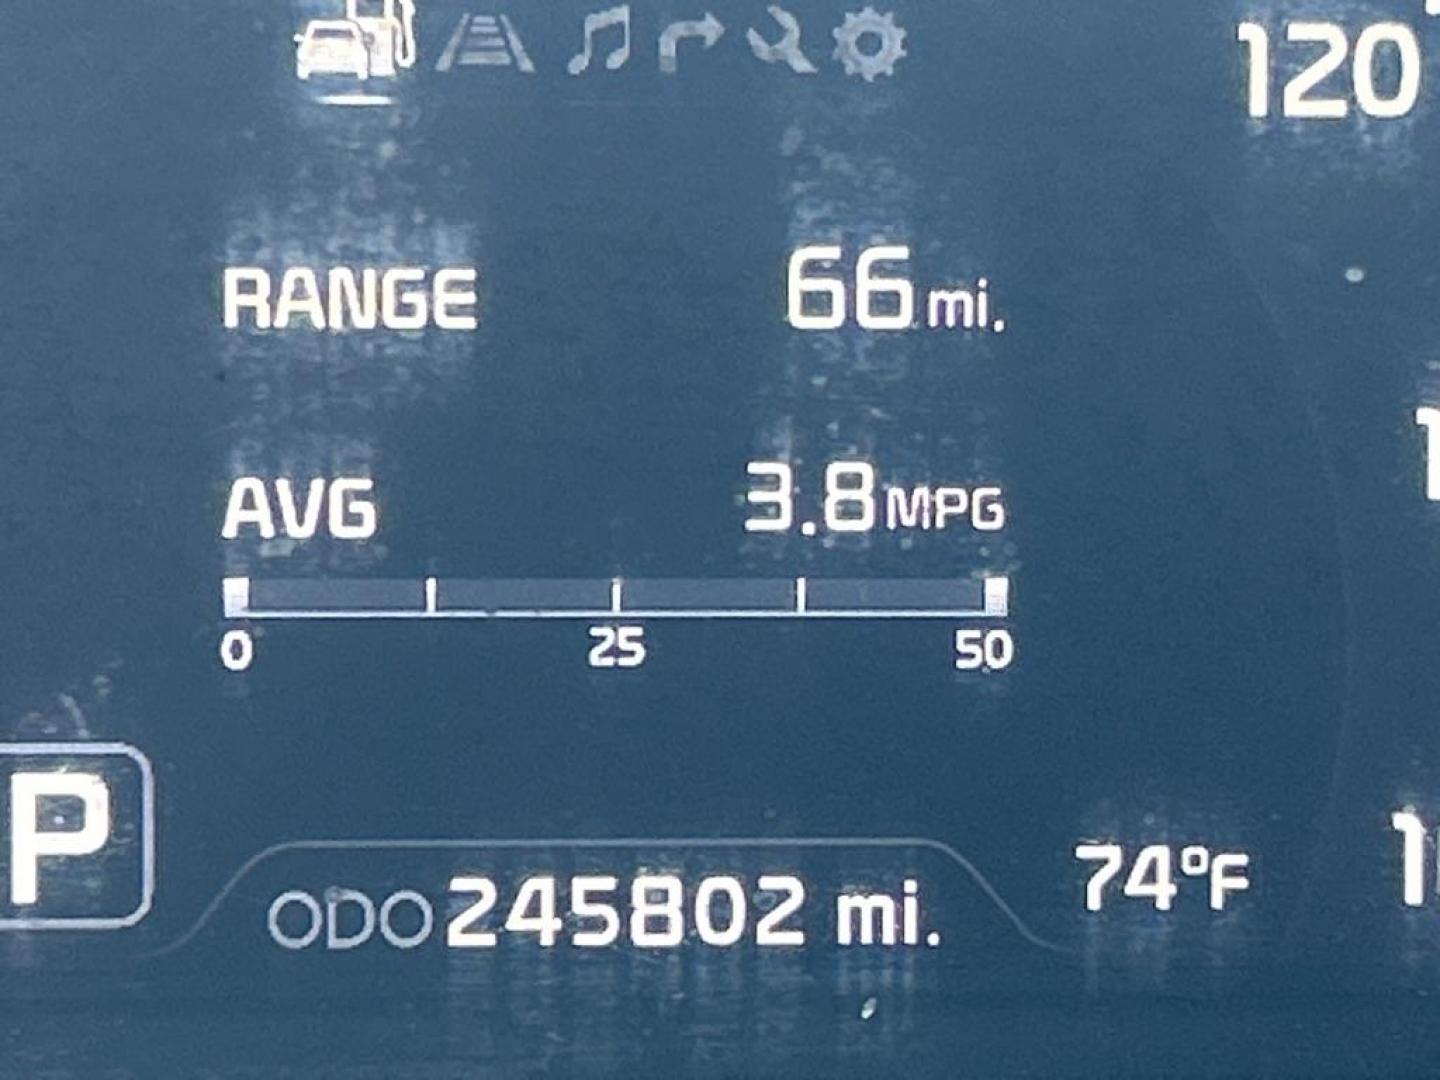 120
RANGE 66 mi.
AVG 3.8 MPG
0 25 50
P
ODO 245802 mi.
74°F